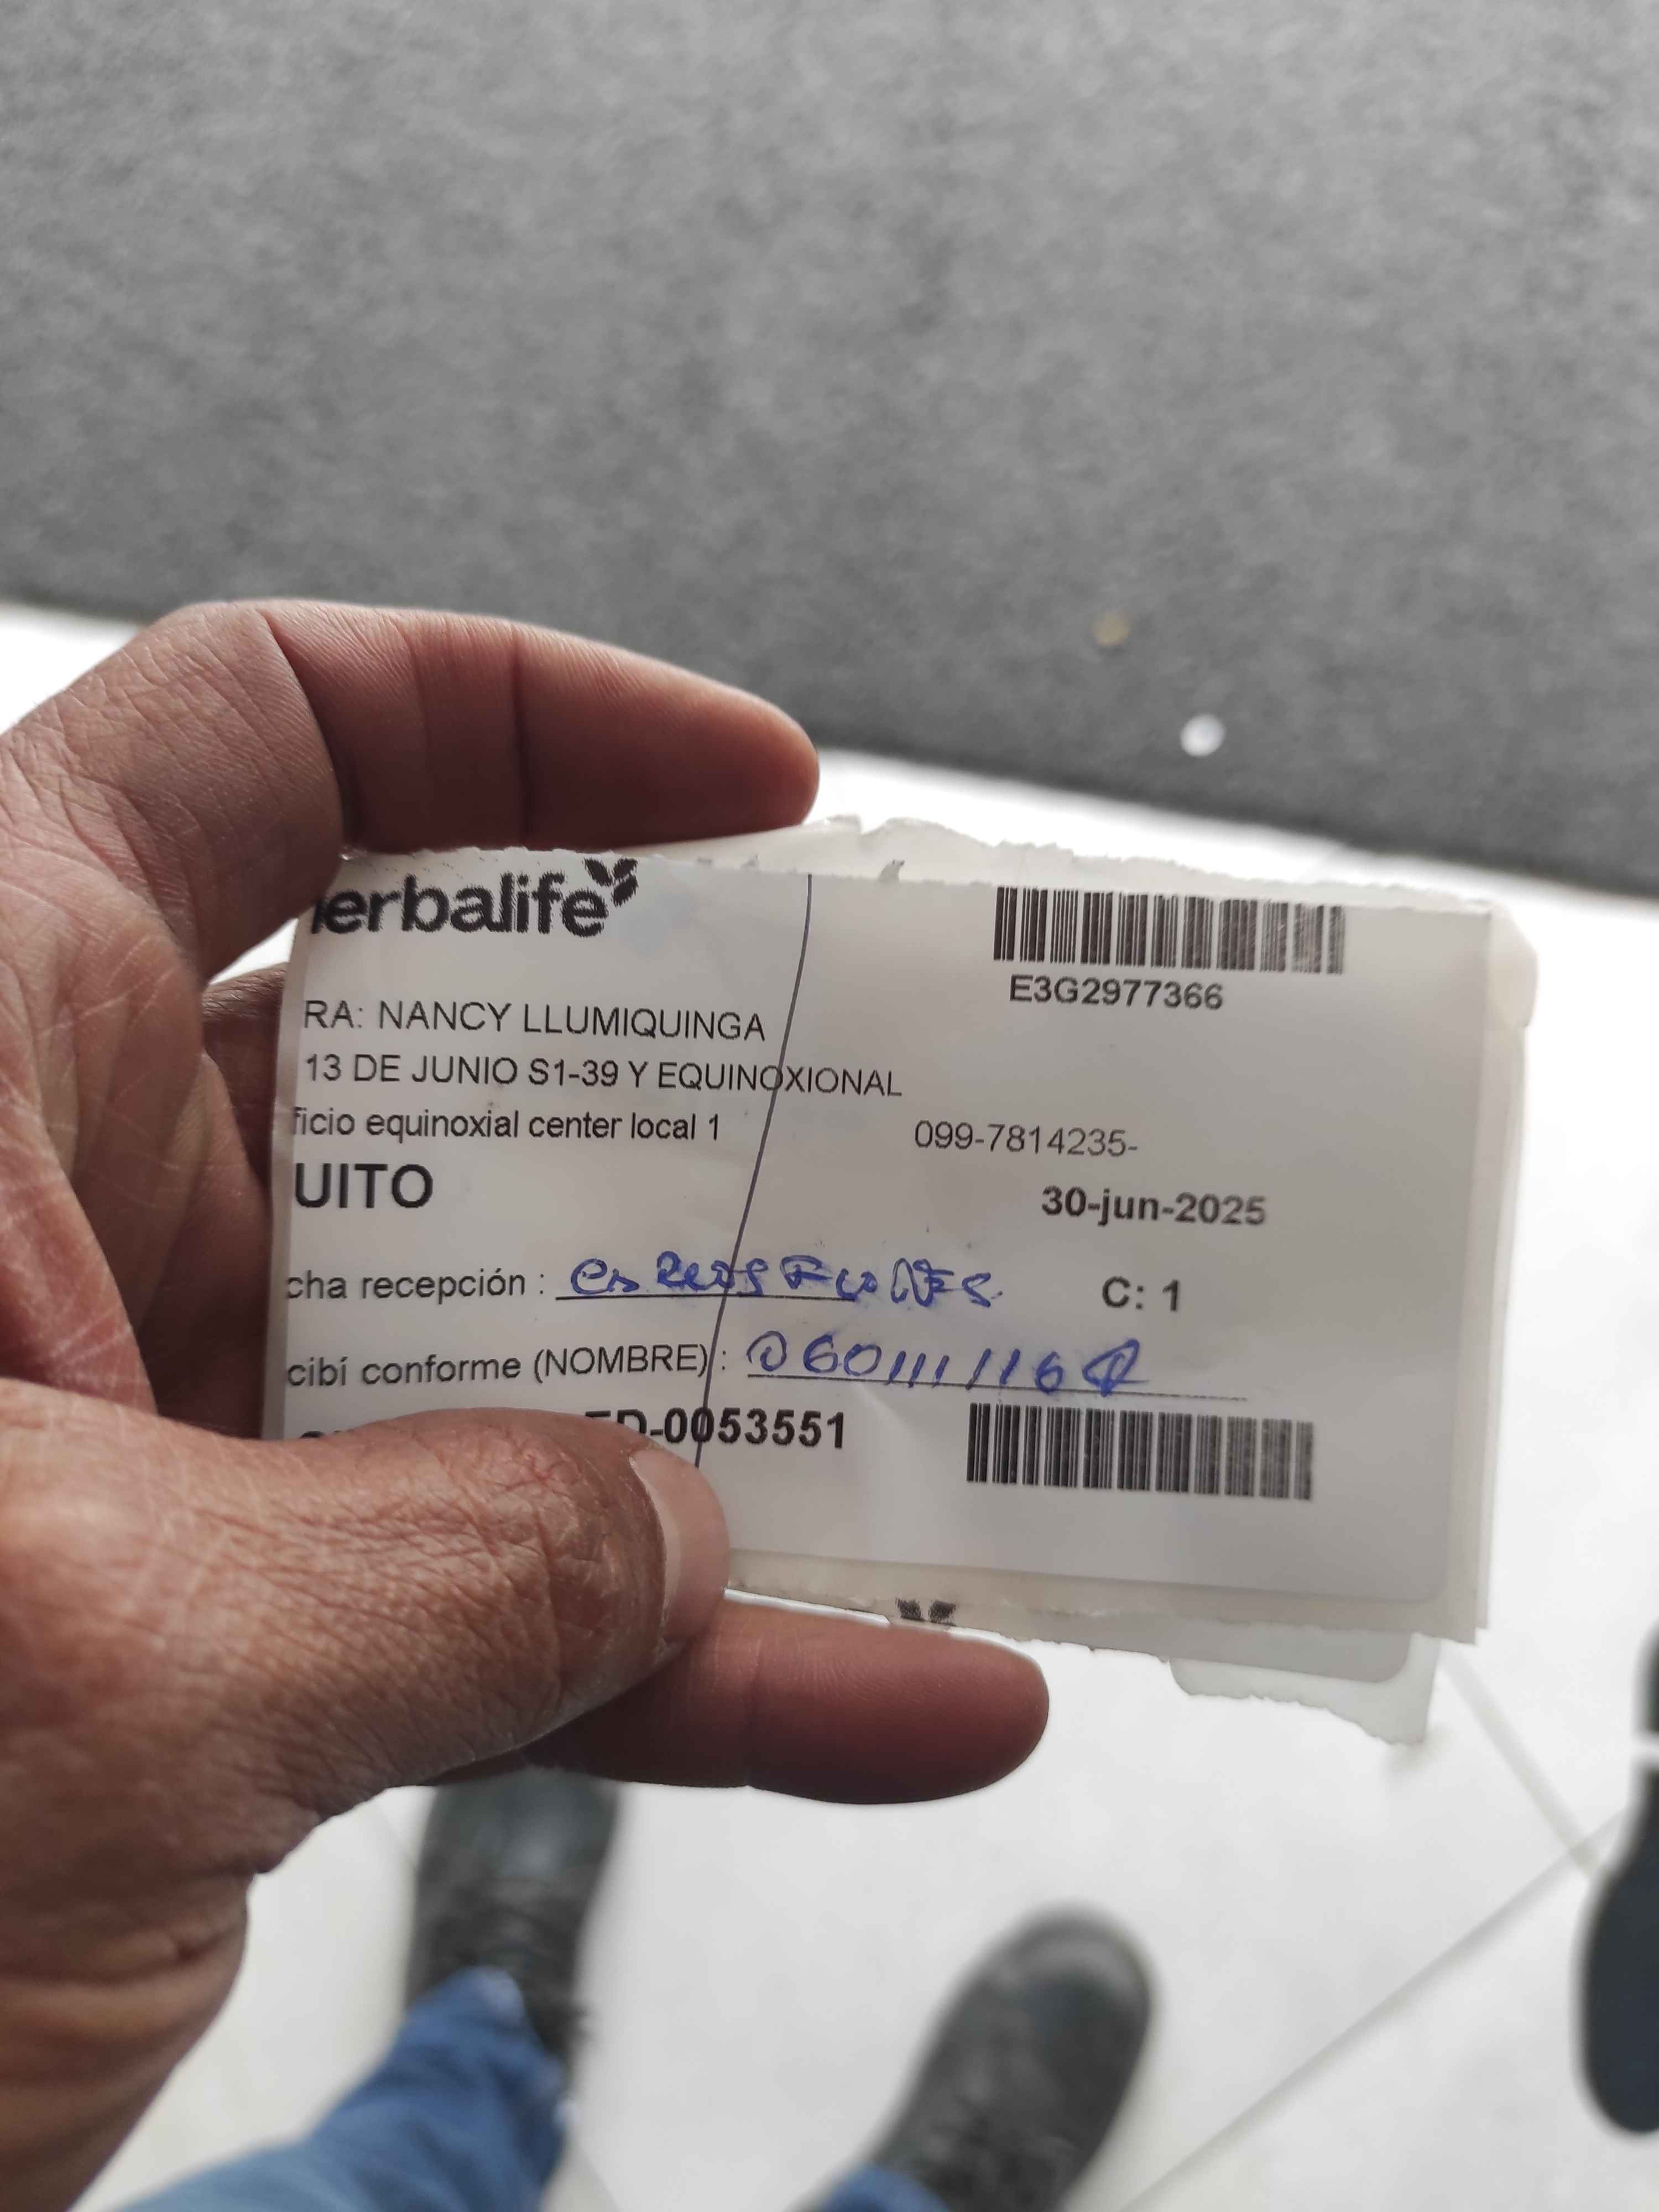 erbalife
E3G2977366
RA: NANCY LLUMIQUINGA
13 DE JUNIO S1-39 Y EQUINOXIONAL
ficio equinoxial center local 1
099-7814235-
UITO
30-jun-2025
cha recepción :
C: 1
cibí conforme (NOMBRE) : 060111116
D-0053551